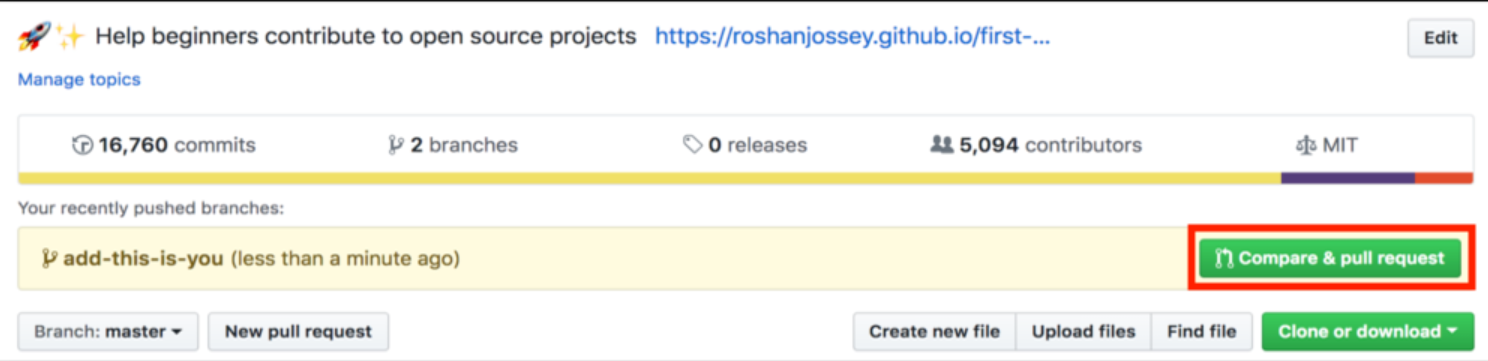 🚀✨ Help beginners contribute to open source projects https://roshanjossey.github.io/first-... Edit
Manage topics
16,760 commits 2 branches 0 releases 5,094 contributors MIT
Your recently pushed branches:
add-this-is-you (less than a minute ago) Compare & pull request
Branch: master New pull request Create new file Upload files Find file Clone or download